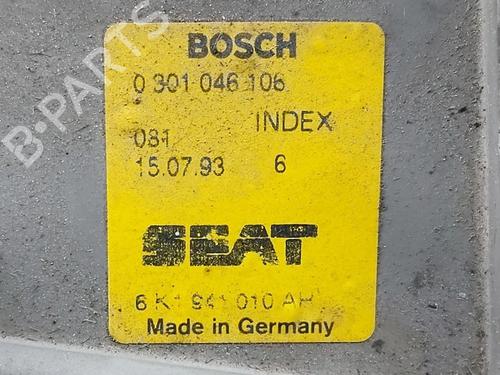 BOSCH
0 301 046 106
INDEX
081
15.07.93 6
SEAT
6 K1 941 010
Made in Germany
B-PARTS